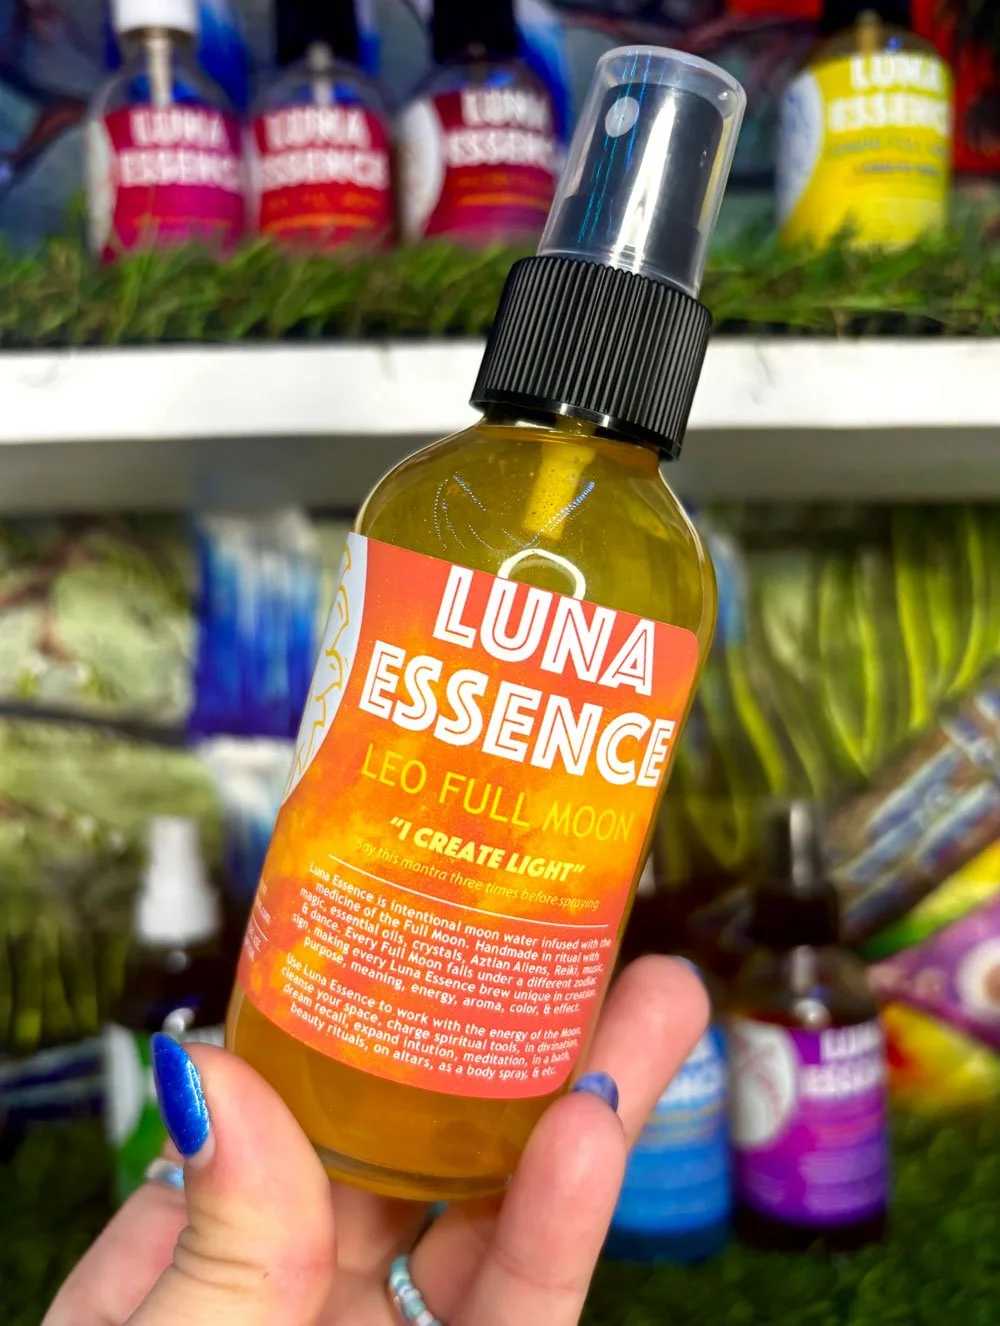 LUNA
ESSENCE
LUNA
ESSENCE
LUNA
ESSENCE
LUNA
ESSENCE
LUNA
ESSENCE
LEO FULL MOON
"I CREATE LIGHT"
Say this mantra three times before spraying
Luna Essence is intentional moon water infused with the
medicine of the Full Moon. Handmade in ritual with
magic, essential oils, crystals, Aztlan Aliens, Reiki, music,
& dance. Every Full Moon falls under a different zodiac
sign, making every Luna Essence brew unique in creation,
purpose, meaning, energy, aroma, color, & effect.
Use Luna Essence to work with the energy of the Moon,
cleanse your space, charge spiritual tools, in divination,
dream recall, expand intution, meditation, in a bath,
beauty rituals, on altars, as a body spray, & etc.
LUNA
ESSENCE